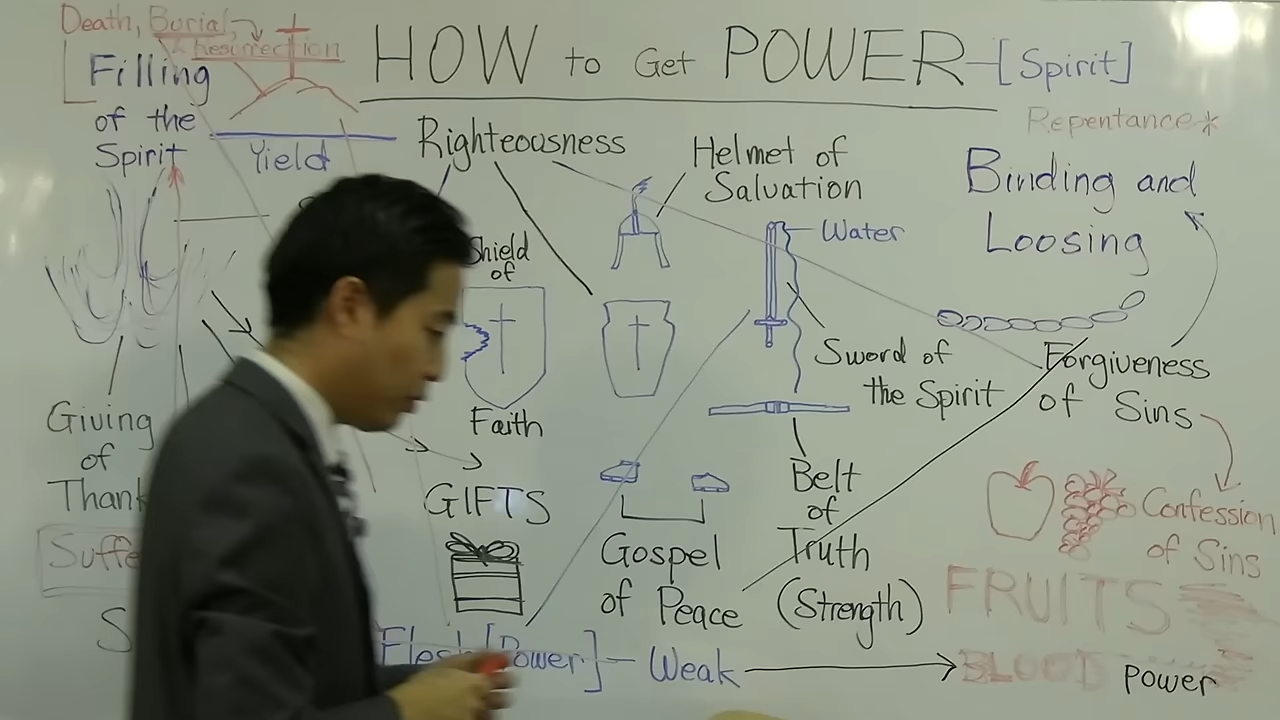 Death, Burial,
& Resurrection
HOW to Get POWER-[Spirit]
Filling
of the
Spirit
Yield
Repentance*
Righteousness
Helmet of
Salvation
Binding and
Loosing
Water
Shield
of
Faith
Sword of
the Spirit
Forgiveness
of Sins
Giving
of
Thank
GIFTS
Belt
of
Truth
(Strength)
Confession
of Sins
Suffe
Gospel
of Peace
FRUITS
S
Flesh [Power] - Weak
BLOOD power